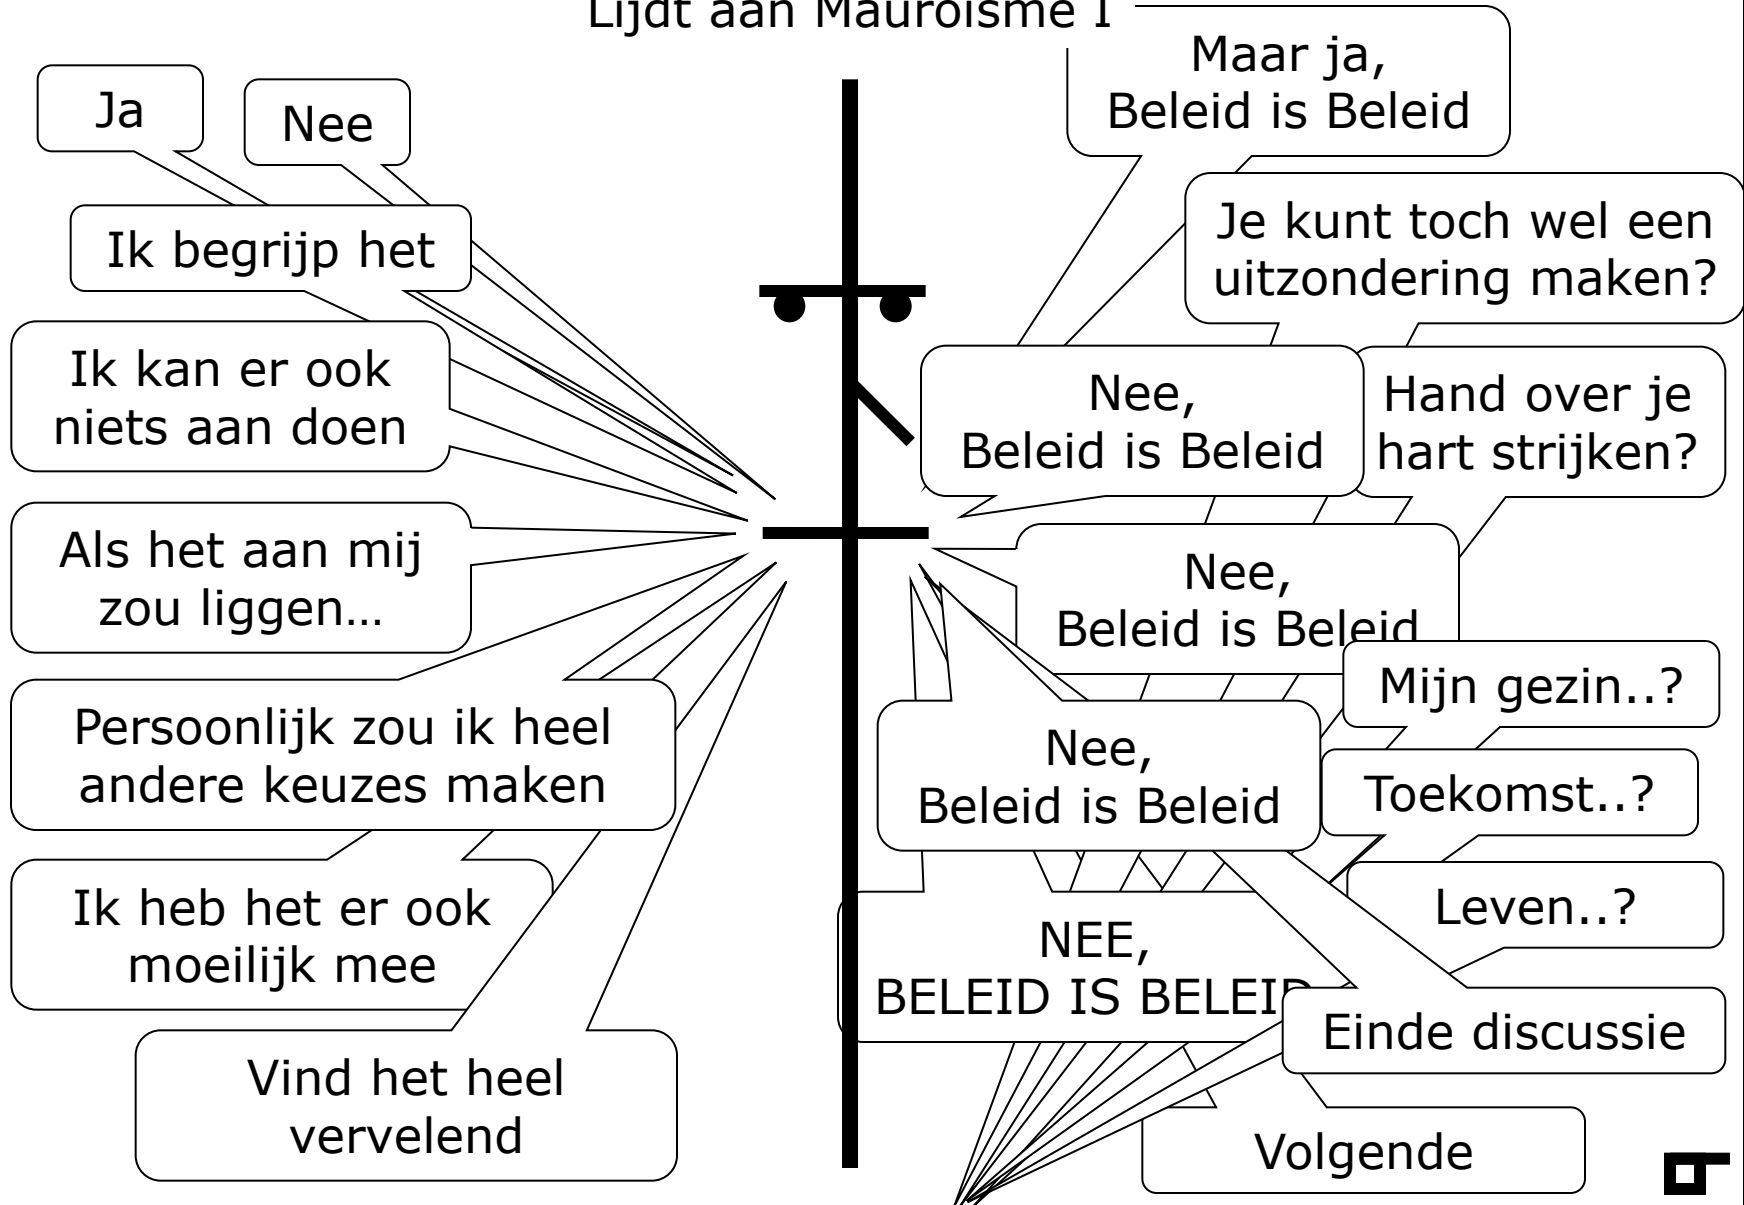 Lijdt aan Mauroïsme I
Ja
Nee
Ik begrijp het
Ik kan er ook
niets aan doen
Als het aan mij
zou liggen…
Persoonlijk zou ik heel
andere keuzes maken
Ik heb het er ook
moeilijk mee
Vind het heel
vervelend
Maar ja,
Beleid is Beleid
Je kunt toch wel een
uitzondering maken?
Nee,
Beleid is Beleid
Hand over je
hart strijken?
Nee,
Beleid is Beleid
Mijn gezin..?
Nee,
Beleid is Beleid
Toekomst..?
Leven..?
NEE,
BELEID IS BELEID
Einde discussie
Volgende